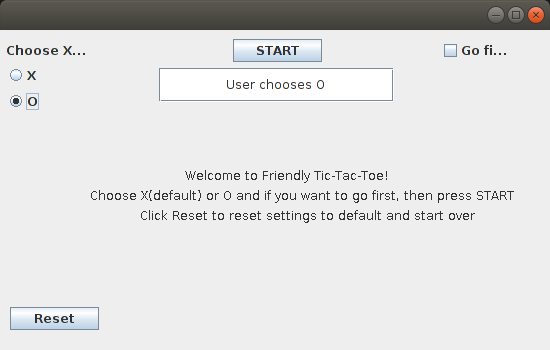 Choose X... START Go fi...
X
User chooses O
O
Welcome to Friendly Tic-Tac-Toe!
Choose X(default) or O and if you want to go first, then press START
Click Reset to reset settings to default and start over
Reset